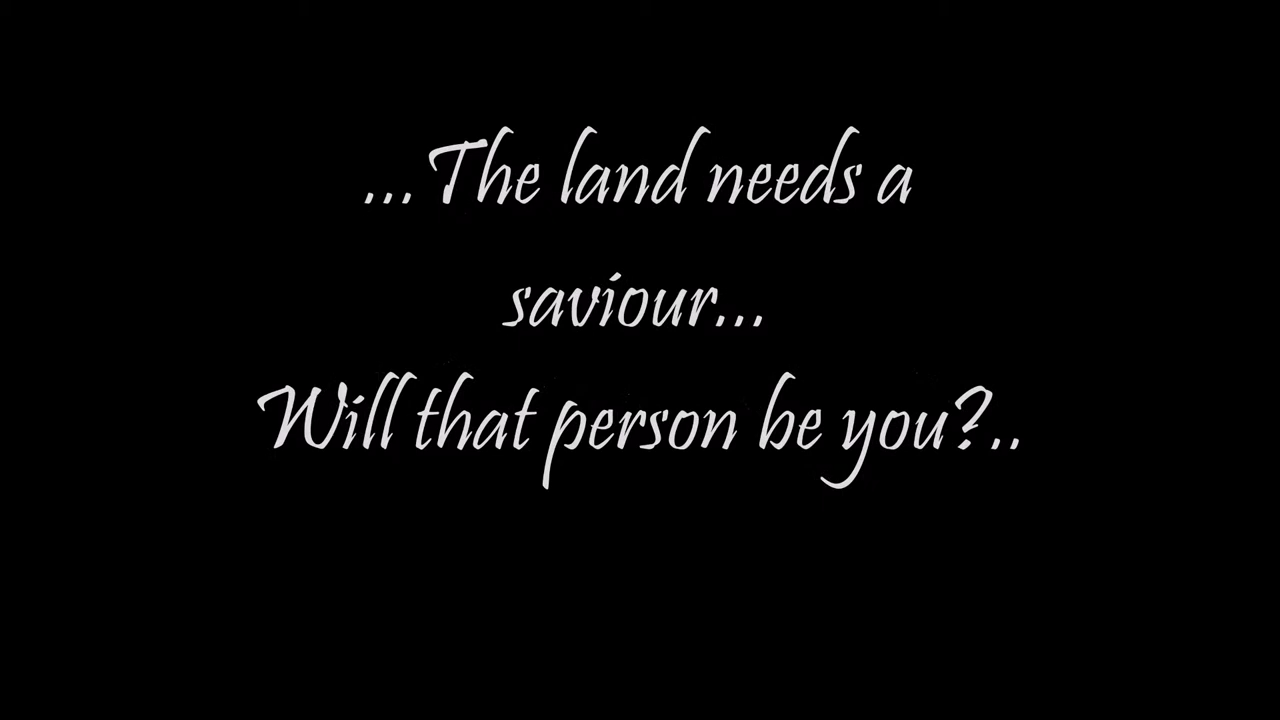 ...The land needs a
saviour...
Will that person be you?..